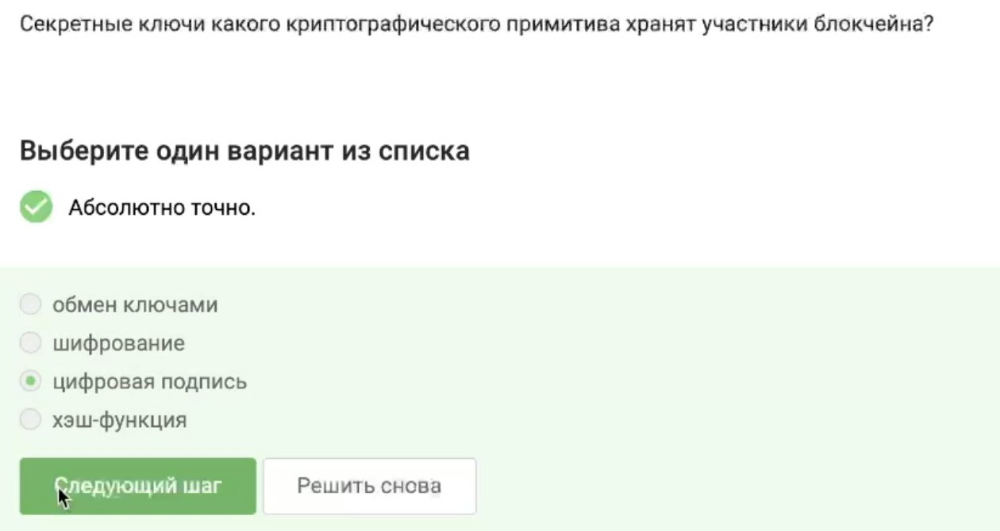 Секретные ключи какого криптографического примитива хранят участники блокчейна?
Выберите один вариант из списка
Абсолютно точно.
обмен ключами
шифрование
цифровая подпись
хэш-функция
Следующий шаг
Решить снова